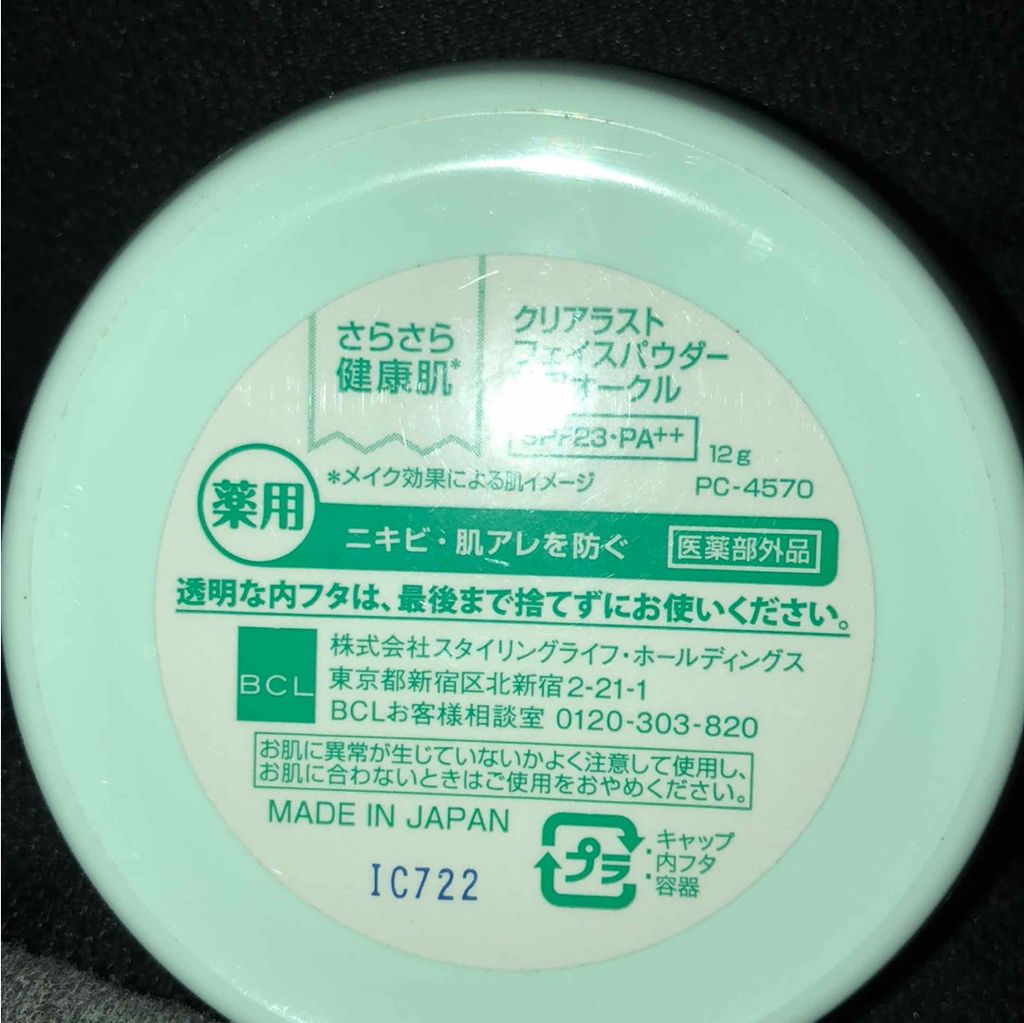 さらさら
健康肌*
クリアラスト
フェイスパウダー
オークル
SPF23・PA++
12g
*メイク効果による肌イメージ
PC-4570
薬用
ニキビ・肌アレを防ぐ
医薬部外品
透明な内フタは、最後まで捨てずにお使いください。
BCL
株式会社スタイリングライフ・ホールディングス
東京都新宿区北新宿2-21-1
BCLお客様相談室 0120-303-820
お肌に異常が生じていないかよく注意して使用し、
お肌に合わないときはご使用をおやめください。
MADE IN JAPAN
プラ
・キャップ
内フタ
・容器
IC722